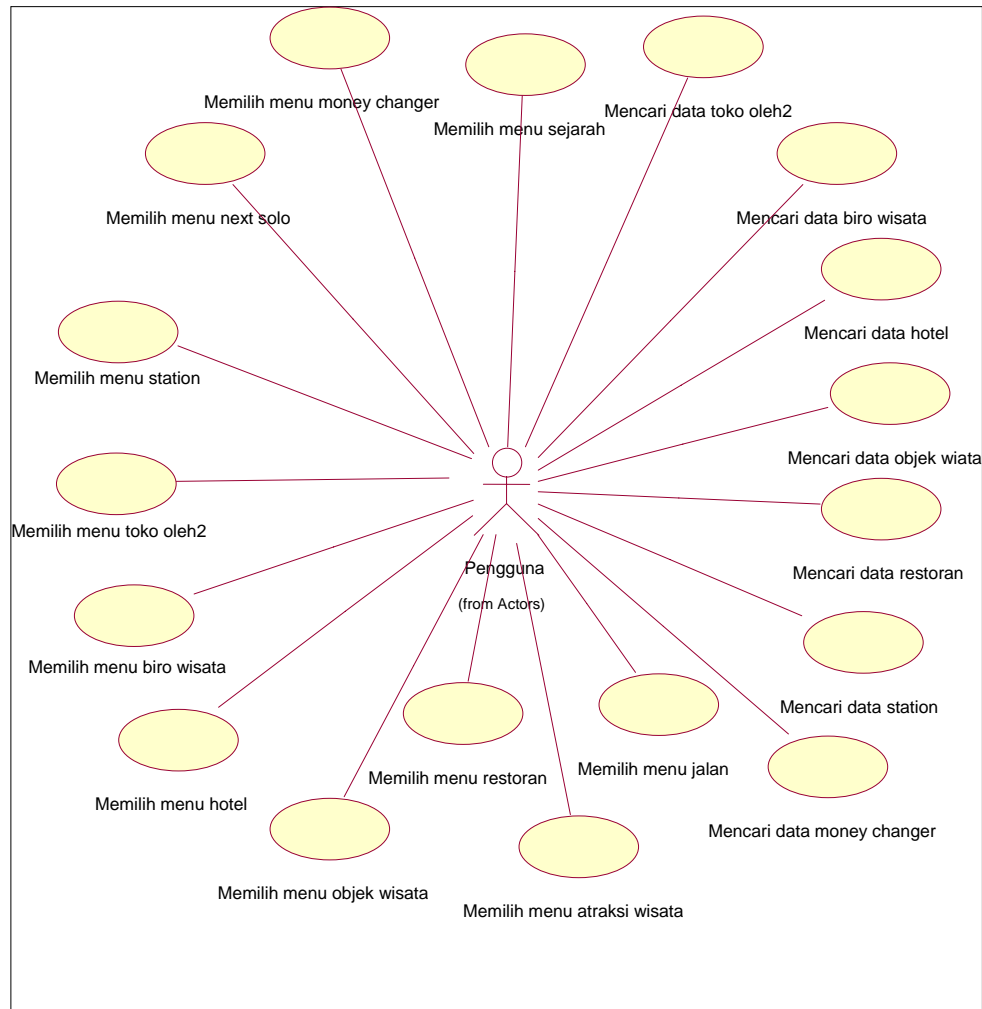 Memilih menu money changer
Memilih menu sejarah
Mencari data toko oleh2
Memilih menu next solo
Mencari data biro wisata
Mencari data hotel
Memilih menu station
Mencari data objek wiata
Memilih menu toko oleh2
Pengguna
(from Actors)
Mencari data restoran
Memilih menu biro wisata
Mencari data station
Memilih menu hotel
Memilih menu restoran
Memilih menu jalan
Mencari data money changer
Memilih menu objek wisata
Memilih menu atraksi wisata